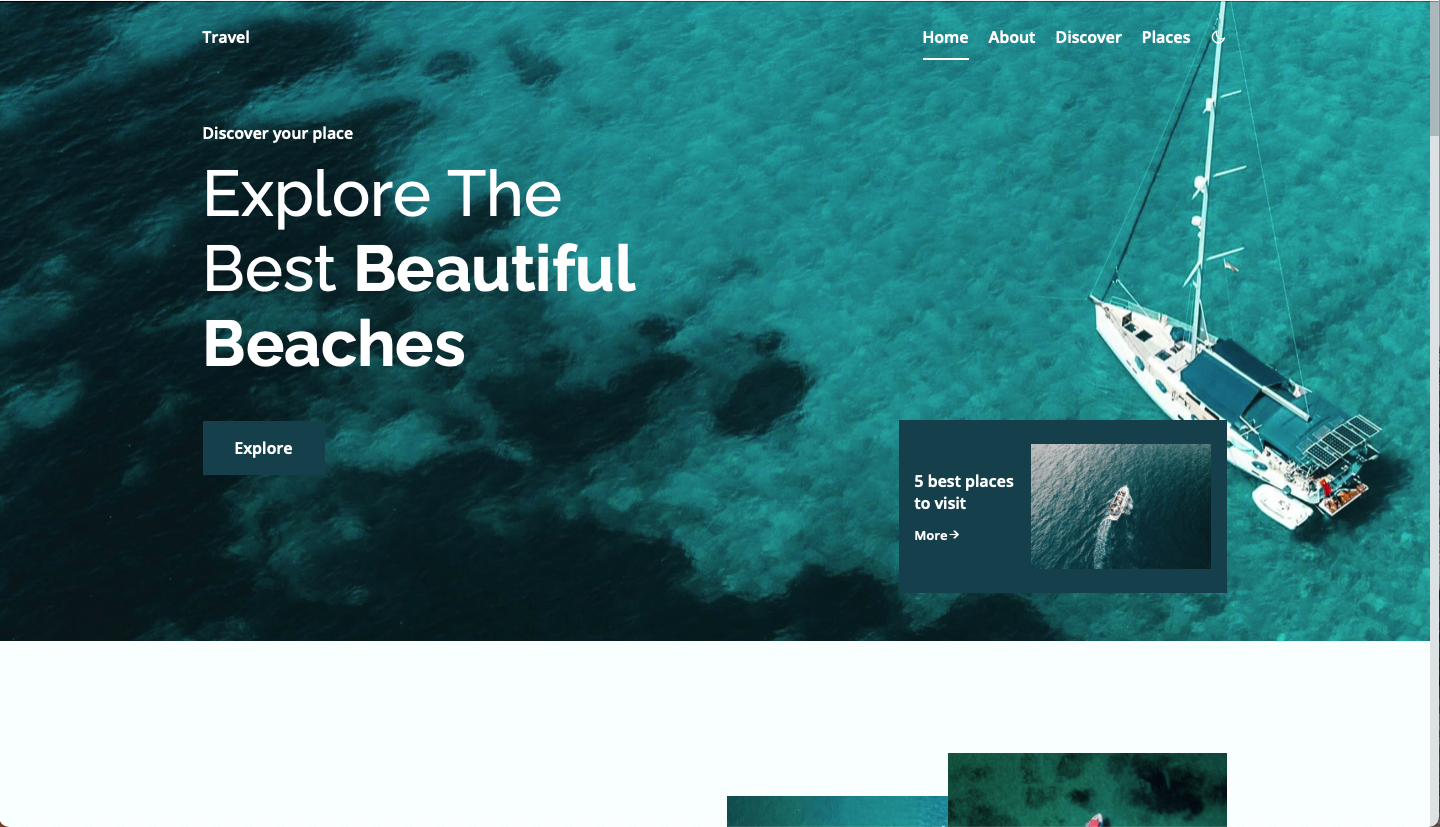 Travel
Home About Discover Places
Discover your place
Explore The
Best Beautiful
Beaches
Explore
5 best places
to visit
More→